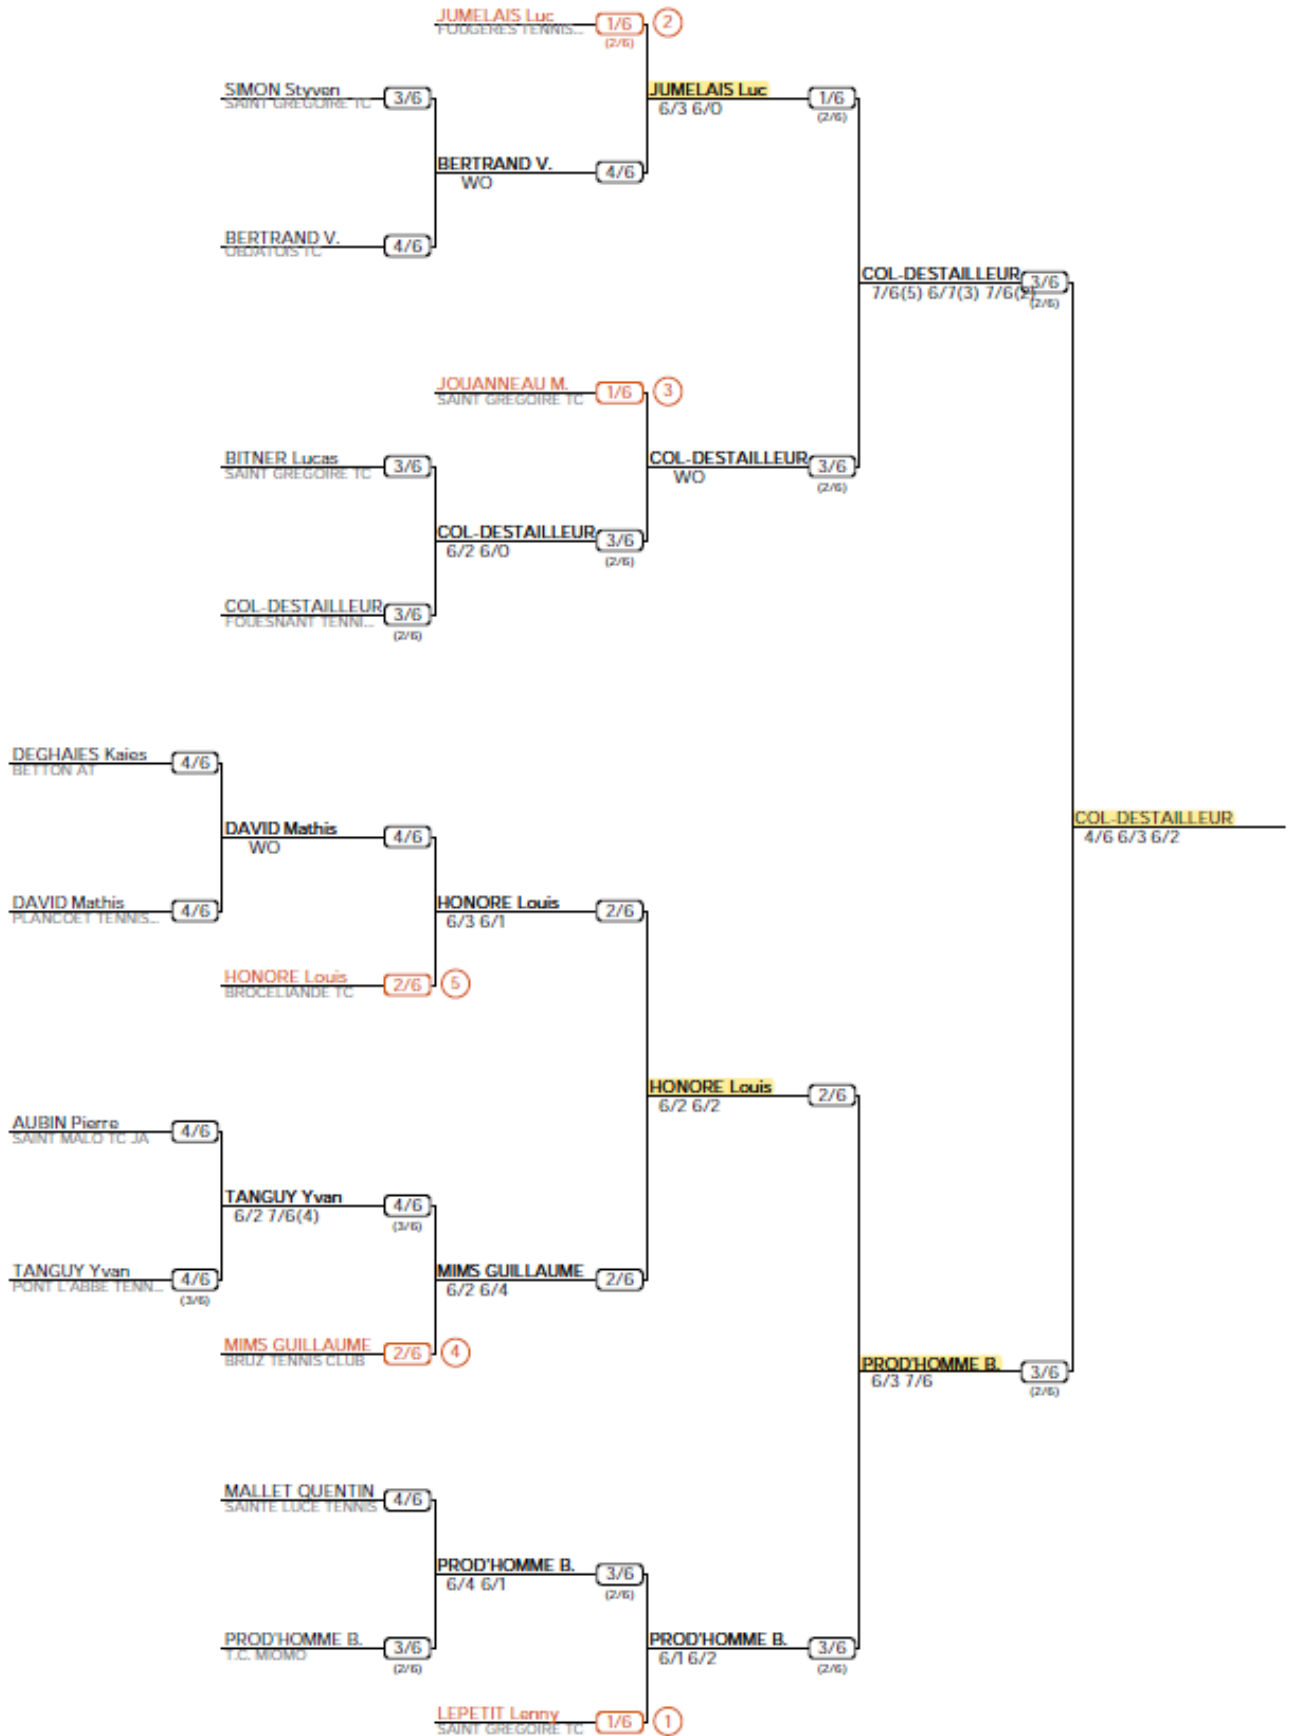 JUMELAIS Luc 1/6 2
FOUGERES TENNIS... (2/6)
SIMON Styven 3/6
SAINT GREGOIRE TC
JUMELAIS Luc 1/6
6/3 6/0 (2/6)
BERTRAND V. 4/6
WO
BERTRAND V. 4/6
OBJATOIS TC
COL-DESTAILLEUR 3/6
7/6(5) 6/7(3) 7/6(2) (2/6)
JOUANNEAU M. 1/6 3
SAINT GREGOIRE TC
BITNER Lucas 3/6
SAINT GREGOIRE TC
COL-DESTAILLEUR 3/6
WO (2/6)
COL-DESTAILLEUR 3/6
6/2 6/0 (2/6)
COL-DESTAILLEUR 3/6
FOUESNANT TENNI... (2/6)
DEGHAIES Kaies 4/6
BETTON AT
DAVID Mathis 4/6
WO
COL-DESTAILLEUR
4/6 6/3 6/2
DAVID Mathis 4/6
PLANCOET TENNIS...
HONORE Louis 2/6
6/3 6/1
HONORE Louis 2/6 5
BROCELIANDE TC
HONORE Louis 2/6
6/2 6/2
AUBIN Pierre 4/6
SAINT MALO TC JA
TANGUY Yvan 4/6
6/2 7/6(4) (3/6)
TANGUY Yvan 4/6
PONT L'ABBE TENN... (3/6)
MIMS GUILLAUME 2/6
6/2 6/4
MIMS GUILLAUME 2/6 4
BRUZ TENNIS CLUB
PROD'HOMME B. 3/6
6/3 7/6 (2/6)
MALLET QUENTIN 4/6
SAINTE LUCE TENNIS
PROD'HOMME B. 3/6
6/4 6/1 (2/6)
PROD'HOMME B. 3/6
T.C. MIOMO (2/6)
PROD'HOMME B. 3/6
6/1 6/2 (2/6)
LEPETIT Lenny 1/6 1
SAINT GREGOIRE TC